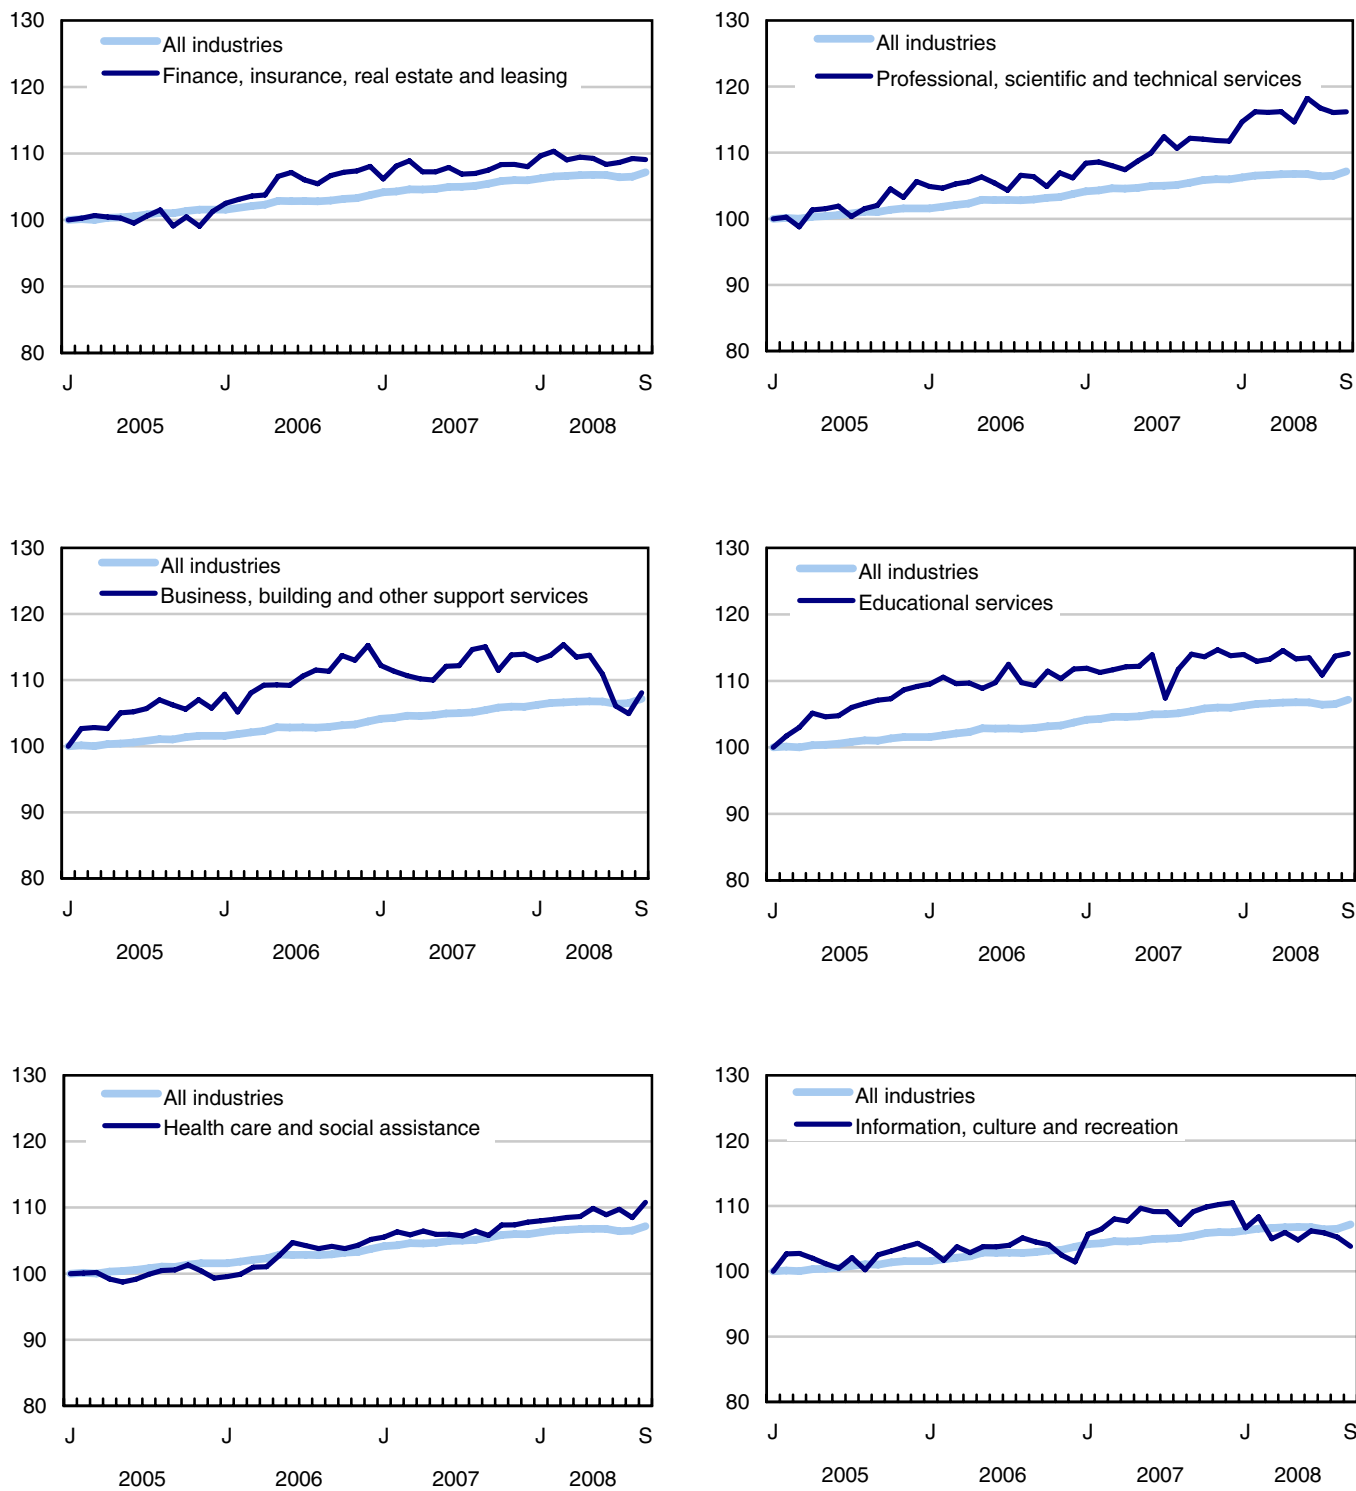 130
All industries
Finance, insurance, real estate and leasing
120
110
100
90
80
J J J J S
2005 2006 2007 2008
130
All industries
Professional, scientific and technical services
120
110
100
90
80
J J J J S
2005 2006 2007 2008
130
All industries
Business, building and other support services
120
110
100
90
80
J J J J S
2005 2006 2007 2008
130
All industries
Educational services
120
110
100
90
80
J J J J S
2005 2006 2007 2008
130
All industries
Health care and social assistance
120
110
100
90
80
J J J J S
2005 2006 2007 2008
130
All industries
Information, culture and recreation
120
110
100
90
80
J J J J S
2005 2006 2007 2008